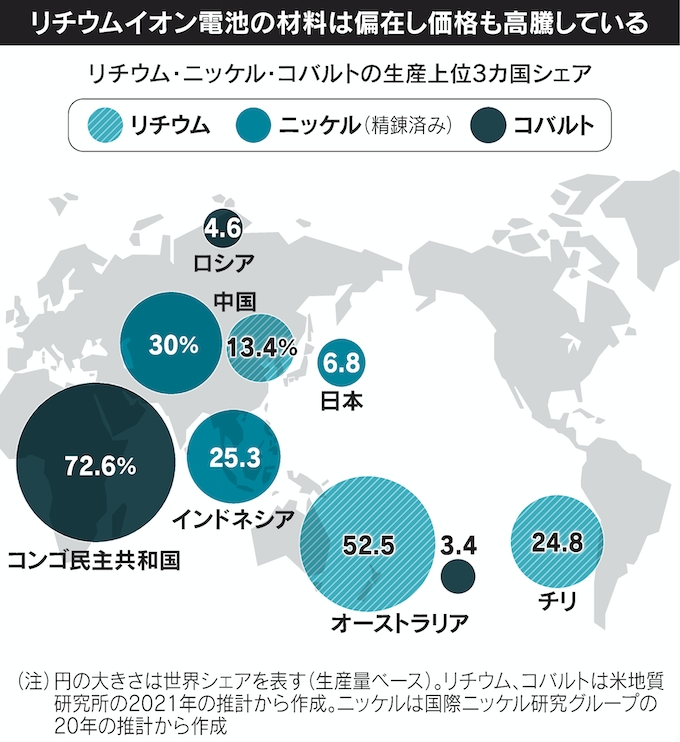 リチウムイオン電池の材料は偏在し価格も高騰している
リチウム・ニッケル・コバルトの生産上位3カ国シェア
リチウム ニッケル(精錬済み) コバルト
4.6
ロシア
中国
30%
13.4%
6.8
日本
72.6%
25.3
インドネシア
コンゴ民主共和国
52.5
3.4
24.8
オーストラリア
チリ
(注)円の大きさは世界シェアを表す(生産量ベース)。リチウム、コバルトは米地質
研究所の2021年の推計から作成。ニッケルは国際ニッケル研究グループの
20年の推計から作成